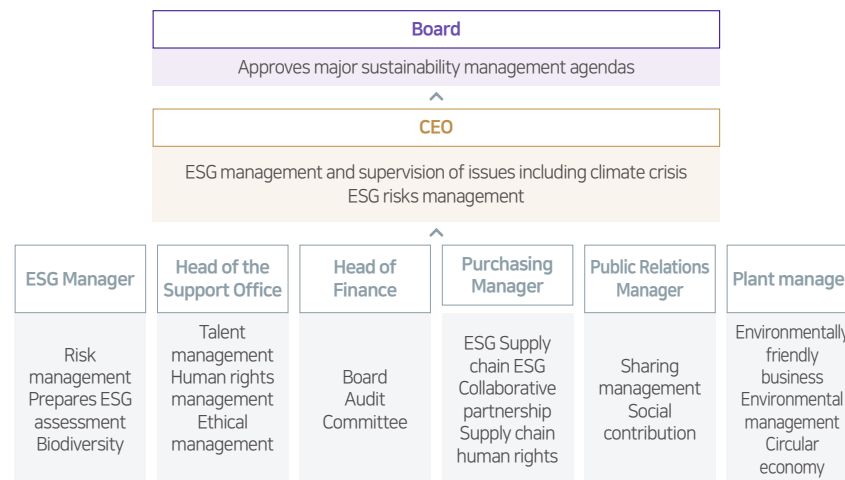 Board
Approves major sustainability management agendas
CEO
ESG management and supervision of issues including climate crisis
ESG risks management
ESG Manager
Risk
management
Prepares ESG
assessment
Biodiversity
Head of the
Support Office
Talent
management
Human rights
management
Ethical
management
Head of
Finance
Board
Audit
Committee
Purchasing
Manager
ESG Supply
chain ESG
Collaborative
partnership
Supply chain
human rights
Public Relations
Manager
Sharing
management
Social
contribution
Plant manage
Environmentally
friendly
business
Environmental
management
Circular
economy